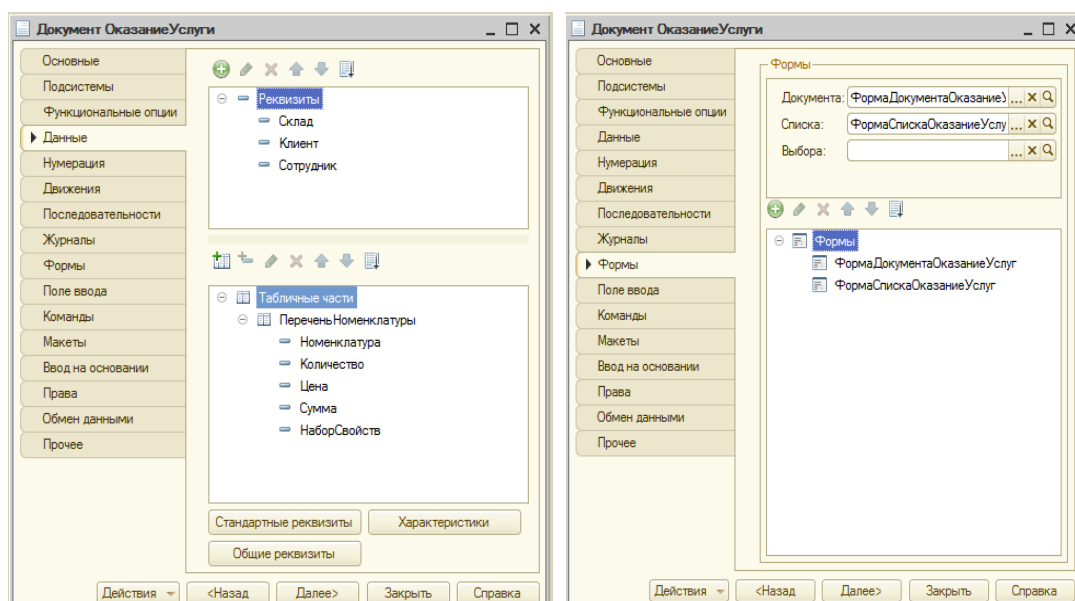 Документ ОказаниеУслуги
Основные
Подсистемы
Функциональные опции
Данные
Нумерация
Движения
Последовательности
Журналы
Формы
Поле ввода
Команды
Макеты
Ввод на основании
Права
Обмен данными
Прочее
Реквизиты
Склад
Клиент
Сотрудник
Табличные части
ПереченьНоменклатуры
Номенклатура
Количество
Цена
Сумма
НаборСвойств
Стандартные реквизиты Характеристики
Общие реквизиты
Действия <Назад Далее> Закрыть Справка
Документ ОказаниеУслуги
Основные
Подсистемы
Функциональные опции
Данные
Нумерация
Движения
Последовательности
Журналы
Формы
Поле ввода
Команды
Макеты
Ввод на основании
Права
Обмен данными
Прочее
Формы
Документа: ФормаДокументаОказание ...
Списка: ФормаСпискаОказаниеУслу ...
Выбора: ...
Формы
ФормаДокументаОказаниеУслуг
ФормаСпискаОказаниеУслуг
Действия <Назад Далее> Закрыть Справка